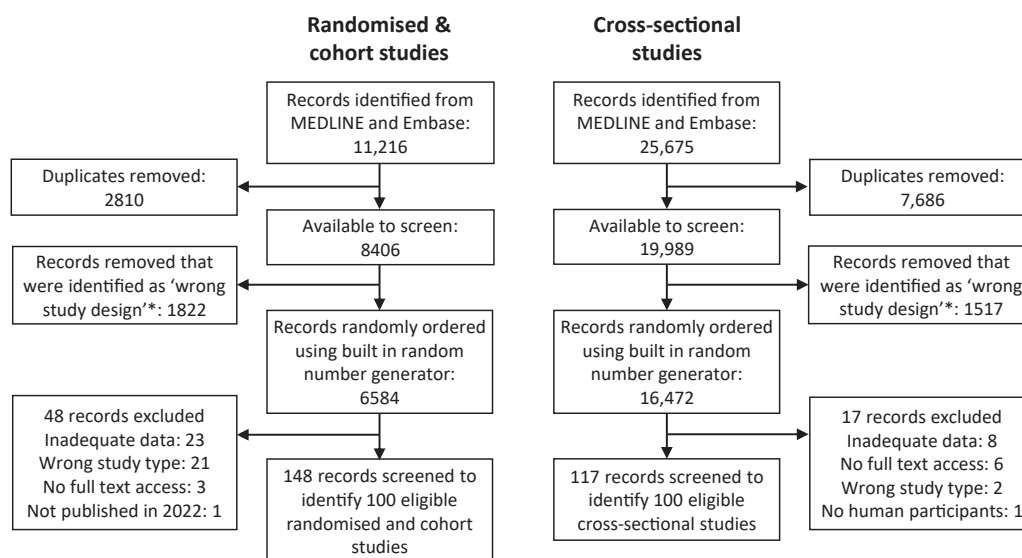 Randomised &
cohort studies
Cross-sectional
studies
Records identified from
MEDLINE and Embase:
11,216
Records identified from
MEDLINE and Embase:
25,675
Duplicates removed:
2810
Duplicates removed:
7,686
Available to screen:
8406
Available to screen:
19,989
Records removed that
were identified as ‘wrong
study design’*: 1822
Records removed that
were identified as ‘wrong
study design’*: 1517
Records randomly ordered
using built in random
number generator:
6584
Records randomly ordered
using built in random
number generator:
16,472
48 records excluded
Inadequate data: 23
Wrong study type: 21
No full text access: 3
Not published in 2022: 1
148 records screened to
identify 100 eligible
randomised and cohort
studies
117 records screened to
identify 100 eligible
cross-sectional studies
17 records excluded
Inadequate data: 8
No full text access: 6
Wrong study type: 2
No human participants: 1